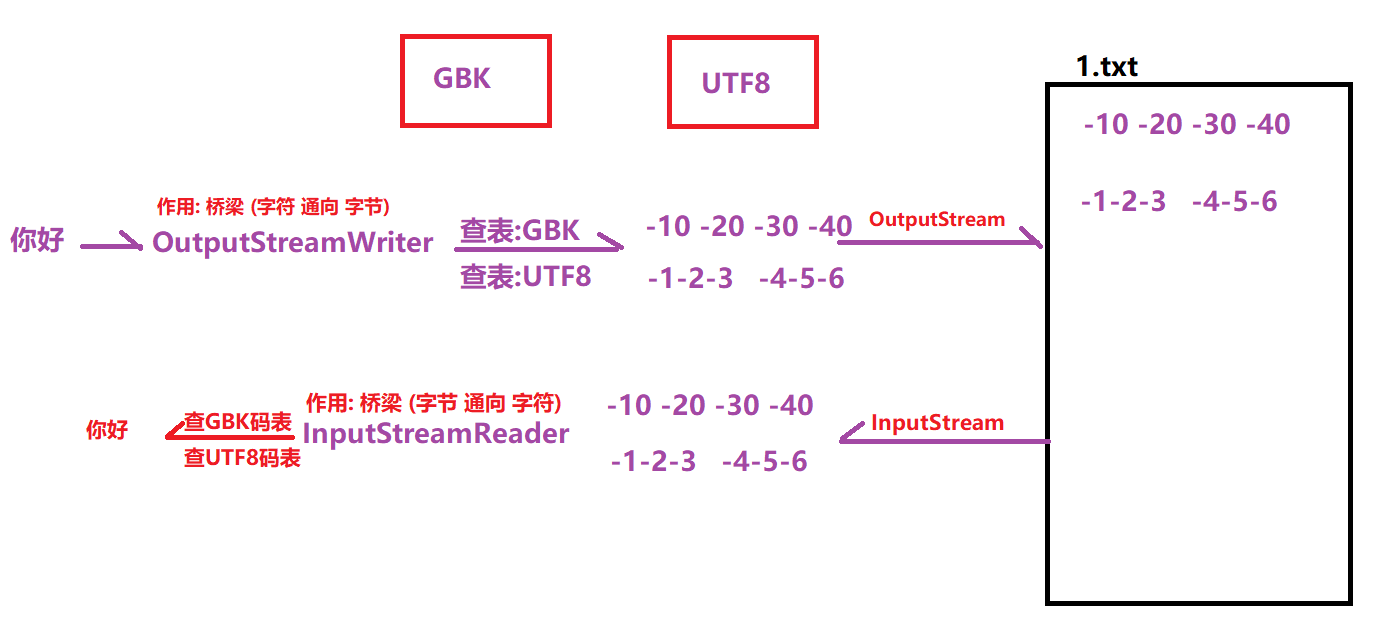 GBK
UTF8
1.txt
-10 -20 -30 -40
-1-2-3 -4-5-6
作用: 桥梁 (字符 通向 字节)
你好
OutputStreamWriter
查表:GBK
查表:UTF8
-10 -20 -30 -40
-1-2-3 -4-5-6
OutputStream
作用: 桥梁 (字节 通向 字符)
你好
查GBK码表
查UTF8码表
InputStreamReader
-10 -20 -30 -40
-1-2-3 -4-5-6
InputStream